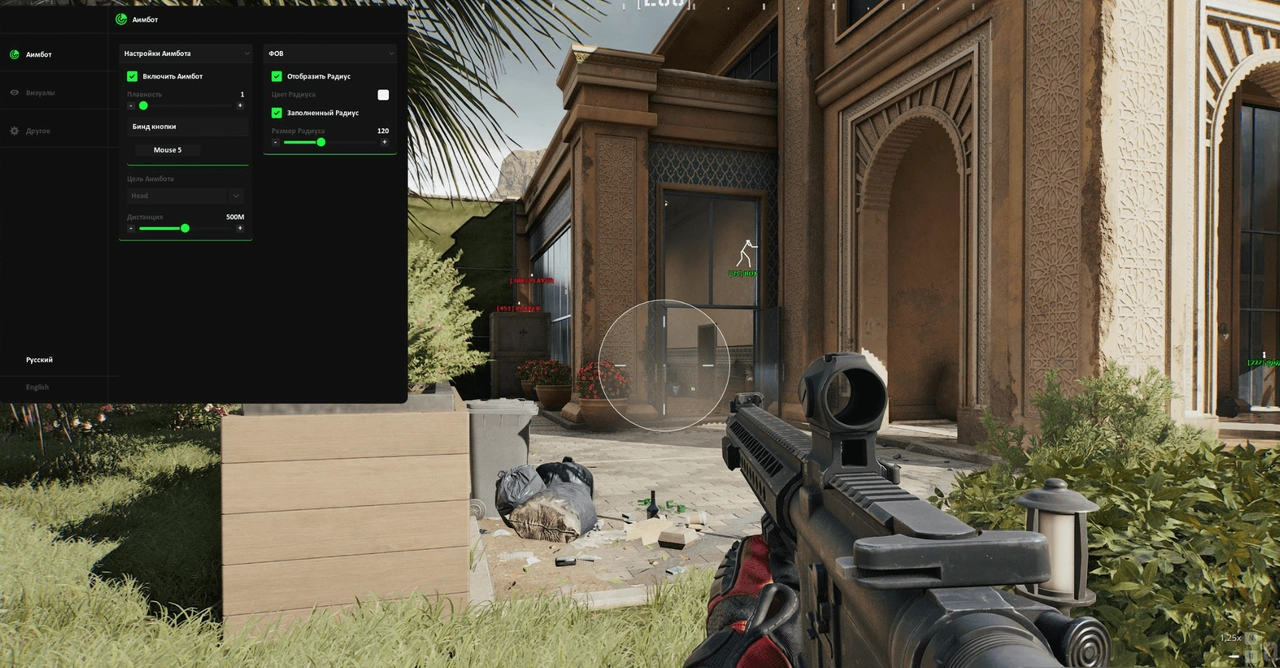 Аимбот
Аимбот
Визуалы
Другое
Настройки Аимбота
Включить Аимбот
Плавность 1
- +
Бинд кнопки
Mouse 5
Цель Аимбота
Head
Дистанция 500M
- +
ФОВ
Отобразить Радиус
Цвет Радиуса
Заполненный Радиус
Размер Радиуса 120
- +
Русский
English
1,25x